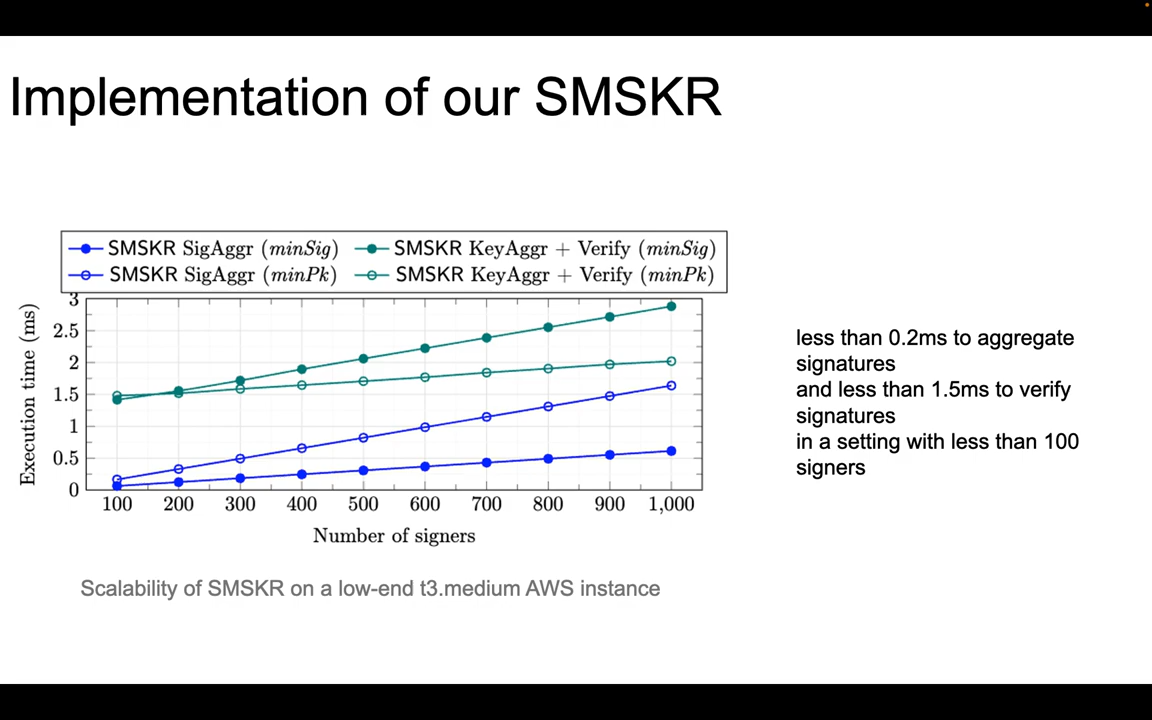 Implementation of our SMSKR
SMSKR SigAggr (minSig) SMSKR KeyAggr + Verify (minSig)
SMSKR SigAggr (minPk) SMSKR KeyAggr + Verify (minPk)
3
2.5
2
1.5
1
0.5
0
Execution time (ms)
100 200 300 400 500 600 700 800 900 1,000
Number of signers
Scalability of SMSKR on a low-end t3.medium AWS instance
less than 0.2ms to aggregate
signatures
and less than 1.5ms to verify
signatures
in a setting with less than 100
signers